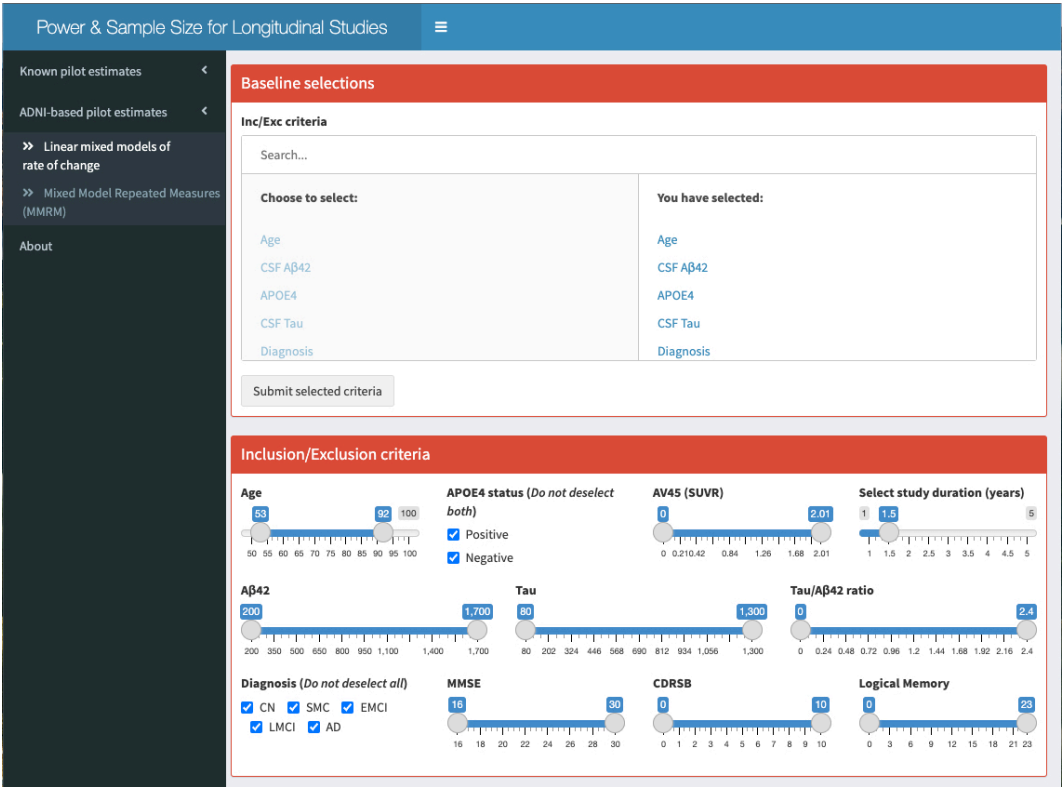 Power & Sample Size for Longitudinal Studies
Known pilot estimates
ADNI-based pilot estimates
Linear mixed models of
rate of change
Mixed Model Repeated Measures
(MMRM)
About
Baseline selections
Inc/Exc criteria
Search...
Choose to select:
Age
CSF Aβ42
APOE4
CSF Tau
Diagnosis
You have selected:
Age
CSF Aβ42
APOE4
CSF Tau
Diagnosis
Submit selected criteria
Inclusion/Exclusion criteria
Age
53 92 100
50 55 60 65 70 75 80 85 90 95 100
APOE4 status (Do not deselect
both)
Positive
Negative
AV45 (SUVR)
0 2.01
0 0.21 0.42 0.84 1.26 1.68 2.01
Select study duration (years)
1 1.5 5
1 1.5 2 2.5 3 3.5 4 4.5 5
Aβ42
200 1,700
200 350 500 650 800 950 1,100 1,400 1,700
Tau
80 1,300
80 202 324 446 568 690 812 934 1,056 1,300
Tau/Aβ42 ratio
0 2.4
0 0.24 0.48 0.72 0.96 1.2 1.44 1.68 1.92 2.16 2.4
Diagnosis (Do not deselect all)
CN SMC EMCI
LMCI AD
MMSE
16 30
16 18 20 22 24 26 28 30
CDRSB
0 10
0 1 2 3 4 5 6 7 8 9 10
Logical Memory
0 23
0 3 6 9 12 15 18 21 23